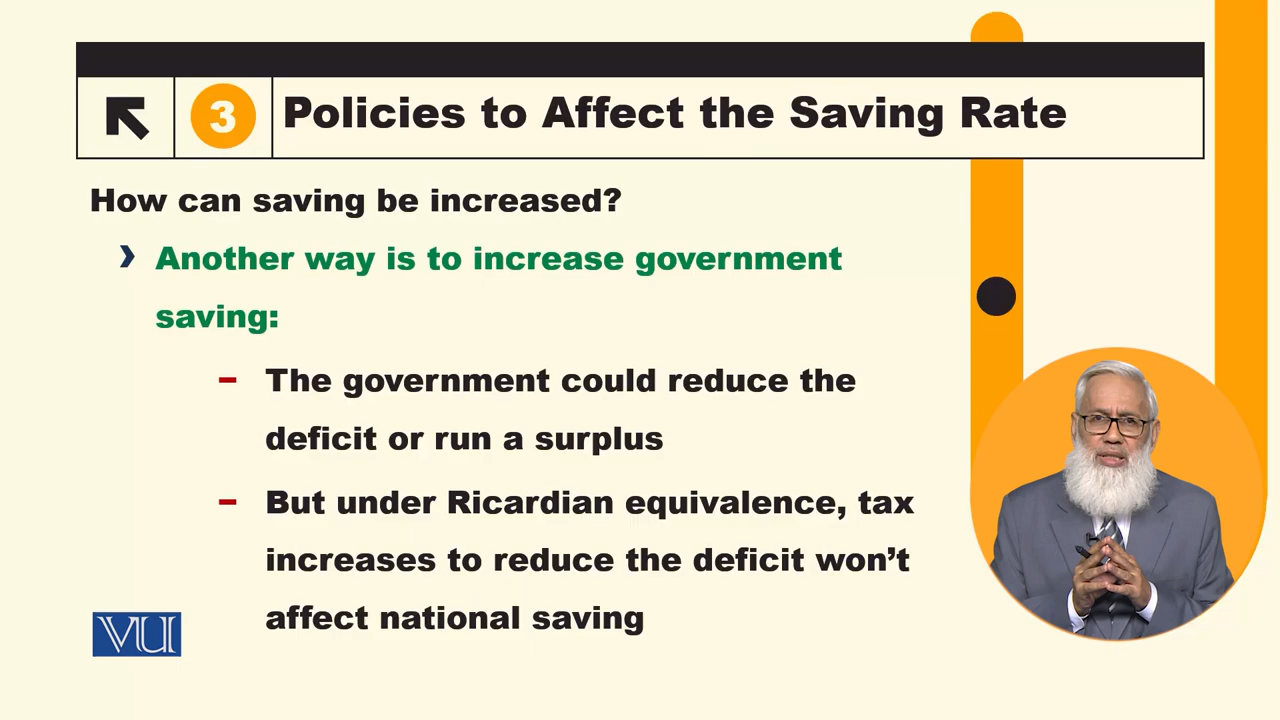 3
Policies to Affect the Saving Rate
How can saving be increased?
› Another way is to increase government
saving:
– The government could reduce the
deficit or run a surplus
– But under Ricardian equivalence, tax
increases to reduce the deficit won’t
affect national saving
VU